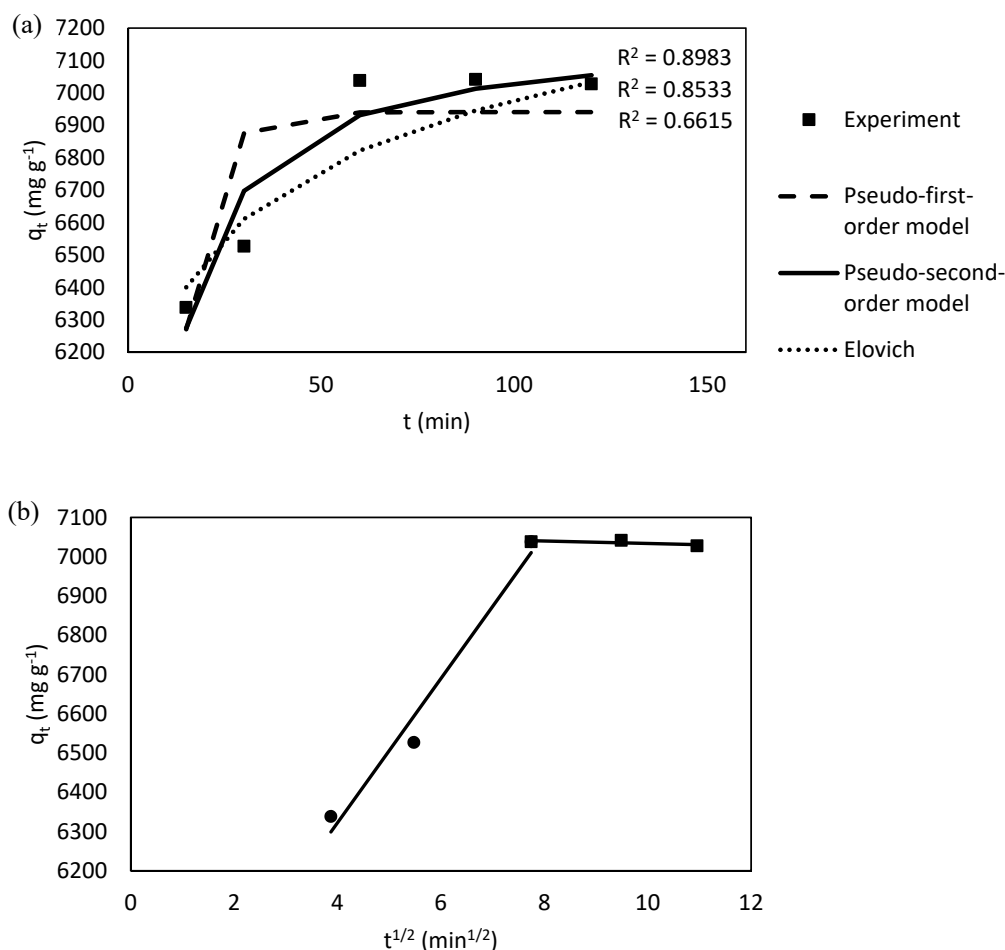 (a)
7100
7000
6900
6800
6700
6600
6500
6400
6300
6200
q_t (mg g⁻¹)
0
50
100
150
t (min)
R² = 0.8983
R² = 0.8533
R² = 0.6615
Experiment
Pseudo-first-
order model
Pseudo-second-
order model
Elovich
(b)
7100
7000
6900
6800
6700
6600
6500
6400
6300
6200
q_t (mg g⁻¹)
0
2
4
6
8
10
12
t^{1/2} (min^{1/2})